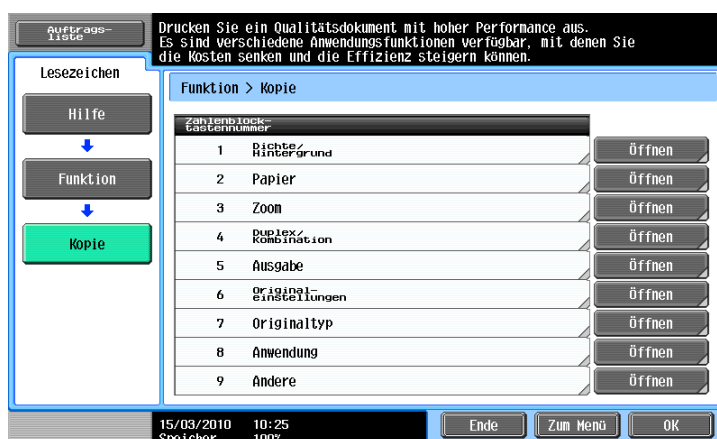 Auftrags-
liste
Drucken Sie ein Qualitätsdokument mit hoher Performance aus.
Es sind verschiedene Anwendungsfunktionen verfügbar, mit denen Sie
die Kosten senken und die Effizienz steigern können.
Lesezeichen
Hilfe
Funktion
Kopie
Funktion > Kopie
Zahlenblock-
tastennummer
1 Dichte/
Hintergrund
Öffnen
2 Papier Öffnen
3 Zoom Öffnen
4 Duplex/
Kombination
Öffnen
5 Ausgabe Öffnen
6 Original-
einstellungen
Öffnen
7 Originaltyp Öffnen
8 Anwendung Öffnen
9 Andere Öffnen
15/03/2010 10:25
Speicher 100%
Ende
Zum Menü
OK